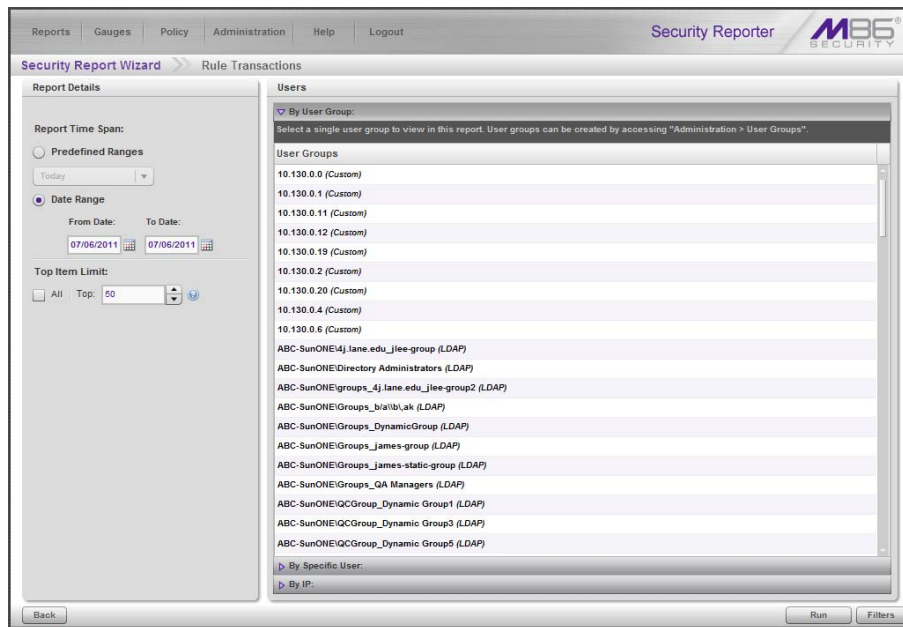 Reports Gauges Policy Administration Help Logout
Security Reporter
M86®
SECURITY
Security Report Wizard Rule Transactions
Report Details
Report Time Span:
Predefined Ranges
Today
Date Range
From Date: To Date:
07/06/2011 07/06/2011
Top Item Limit:
All Top: 50
Users
By User Group:
Select a single user group to view in this report. User groups can be created by accessing "Administration > User Groups".
User Groups
10.130.0.0 (Custom)
10.130.0.1 (Custom)
10.130.0.11 (Custom)
10.130.0.12 (Custom)
10.130.0.19 (Custom)
10.130.0.2 (Custom)
10.130.0.20 (Custom)
10.130.0.4 (Custom)
10.130.0.6 (Custom)
ABC-SunONE\4j.lane.edu_jlee-group (LDAP)
ABC-SunONE\Directory Administrators (LDAP)
ABC-SunONE\groups_4j.lane.edu_jlee-group2 (LDAP)
ABC-SunONE\Groups_b/a\\b\,ak (LDAP)
ABC-SunONE\Groups_DynamicGroup (LDAP)
ABC-SunONE\Groups_james-group (LDAP)
ABC-SunONE\Groups_james-static-group (LDAP)
ABC-SunONE\Groups_QA Managers (LDAP)
ABC-SunONE\QCGroup_Dynamic Group1 (LDAP)
ABC-SunONE\QCGroup_Dynamic Group3 (LDAP)
ABC-SunONE\QCGroup_Dynamic Group5 (LDAP)
By Specific User:
By IP:
Back Run Filters